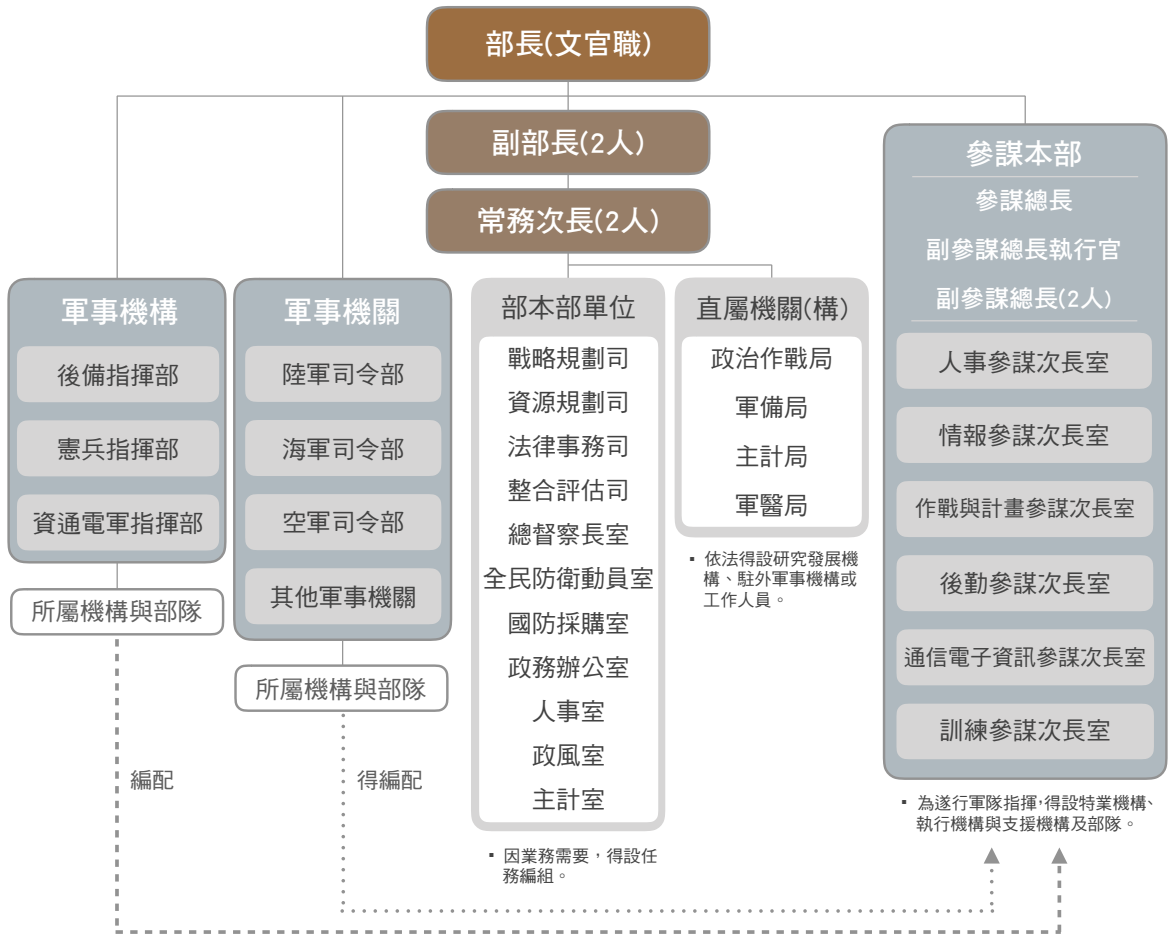 部長(文官職)
副部長(2人)
常務次長(2人)
軍事機構
後備指揮部
憲兵指揮部
資通電軍指揮部
所屬機構與部隊
編配
軍事機關
陸軍司令部
海軍司令部
空軍司令部
其他軍事機關
所屬機構與部隊
得編配
部本部單位
戰略規劃司
資源規劃司
法律事務司
整合評估司
總督察長室
全民防衛動員室
國防採購室
政務辦公室
人事室
政風室
主計室
▪ 因業務需要，得設任
務編組。
直屬機關(構)
政治作戰局
軍備局
主計局
軍醫局
▪ 依法得設研究發展機
構、駐外軍事機構或
工作人員。
參謀本部
參謀總長
副參謀總長執行官
副參謀總長(2人)
人事參謀次長室
情報參謀次長室
作戰與計畫參謀次長室
後勤參謀次長室
通信電子資訊參謀次長室
訓練參謀次長室
▪ 為遂行軍隊指揮，得設特業機構、
執行機構與支援機構及部隊。